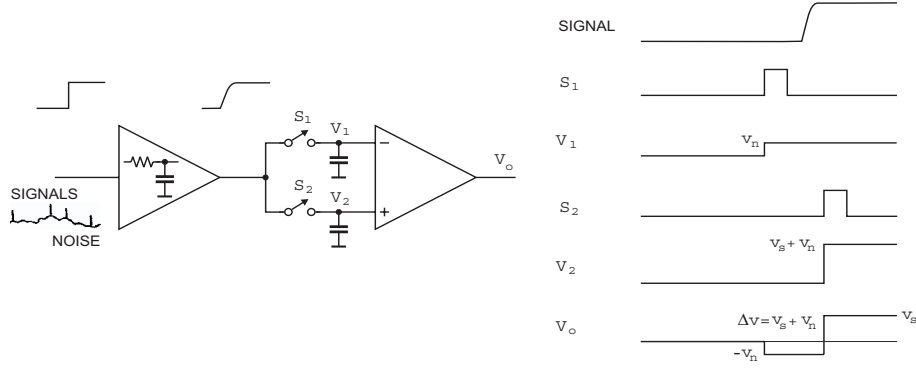 SIGNALS
NOISE
S₁
V₁
S₂
V₂
−
+
Vₒ
SIGNAL
S₁
V₁
vₙ
S₂
V₂
vₛ + vₙ
Vₒ
Δv = vₛ + vₙ
vₛ
-vₙ